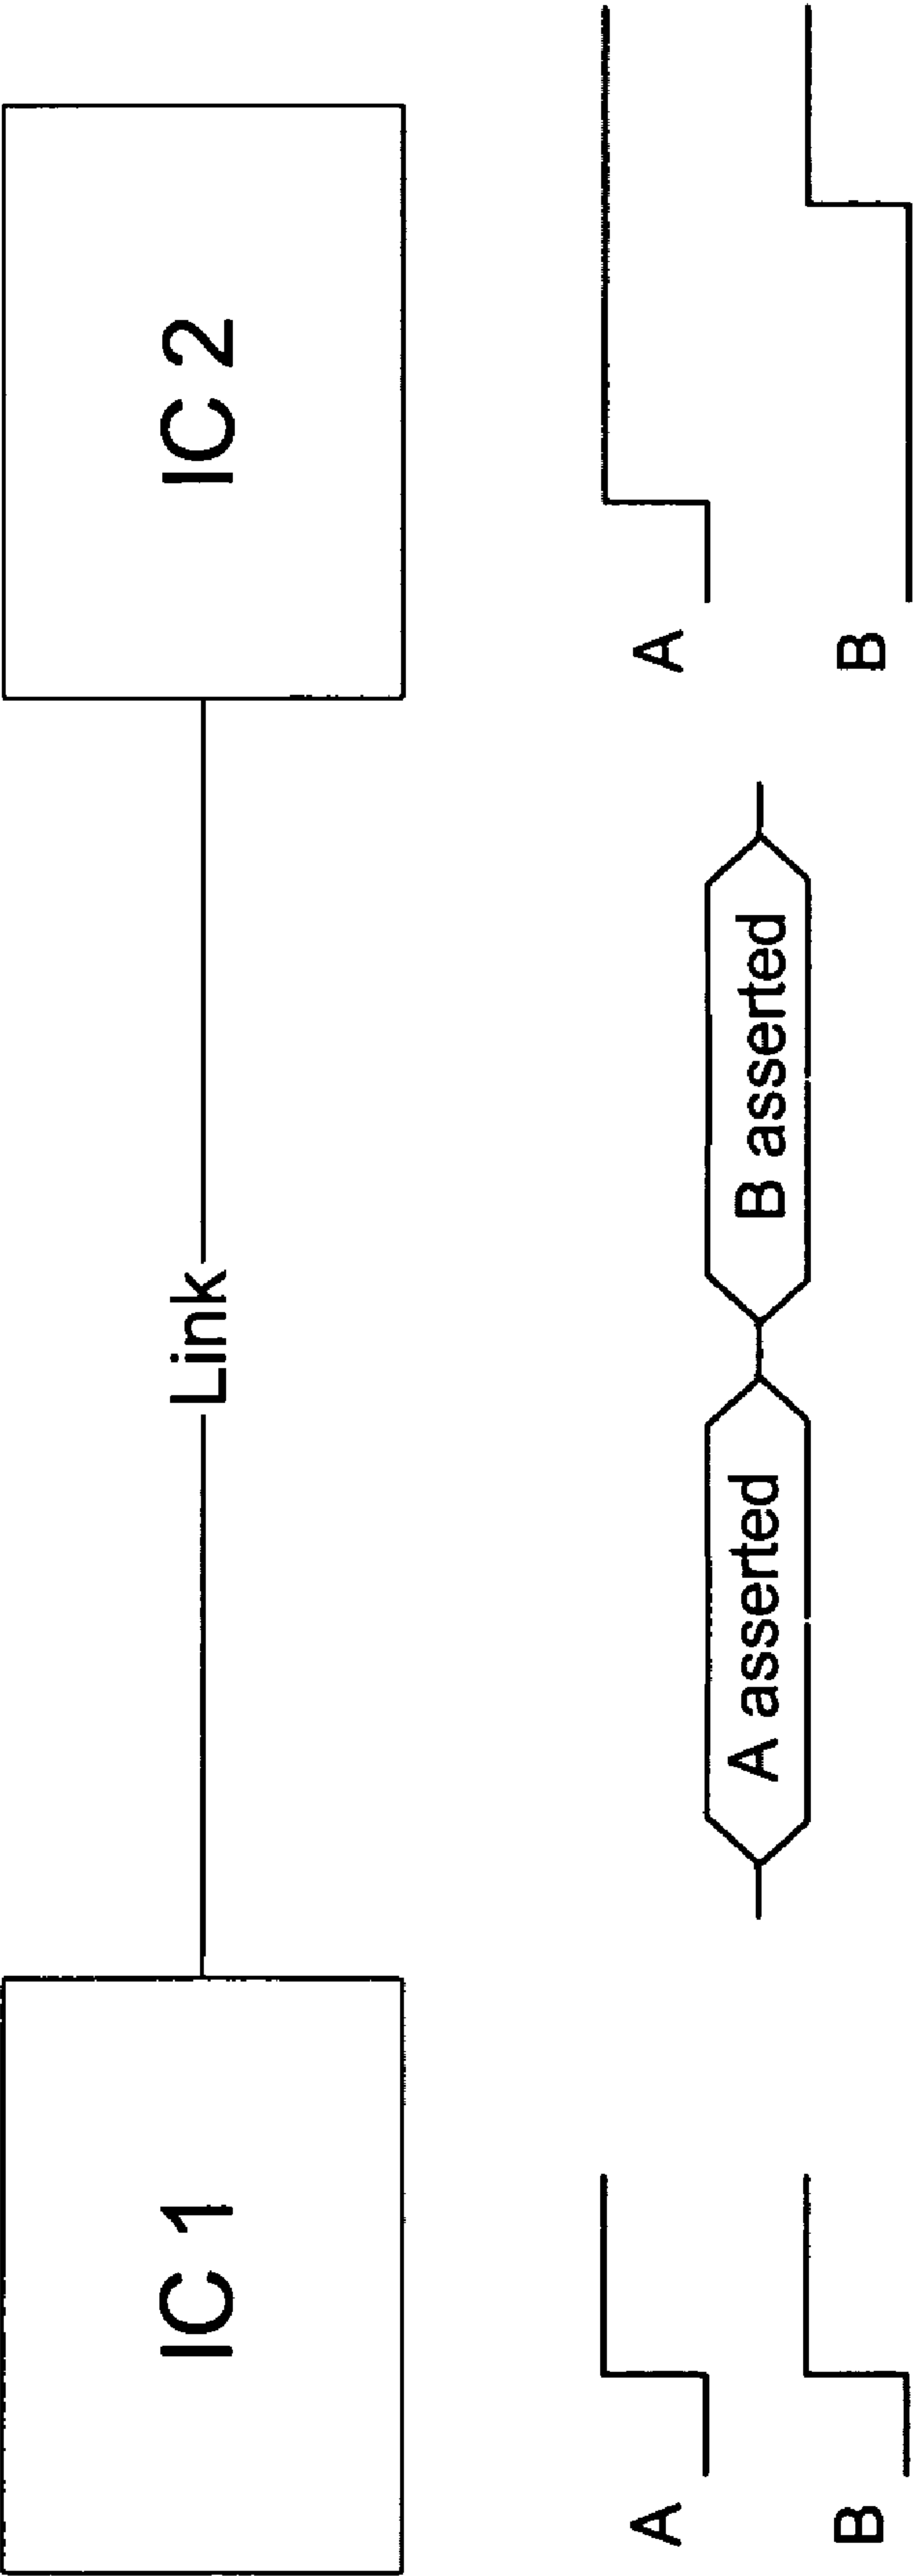 IC 1
Link
IC 2
A
A
A asserted
B asserted
B
B